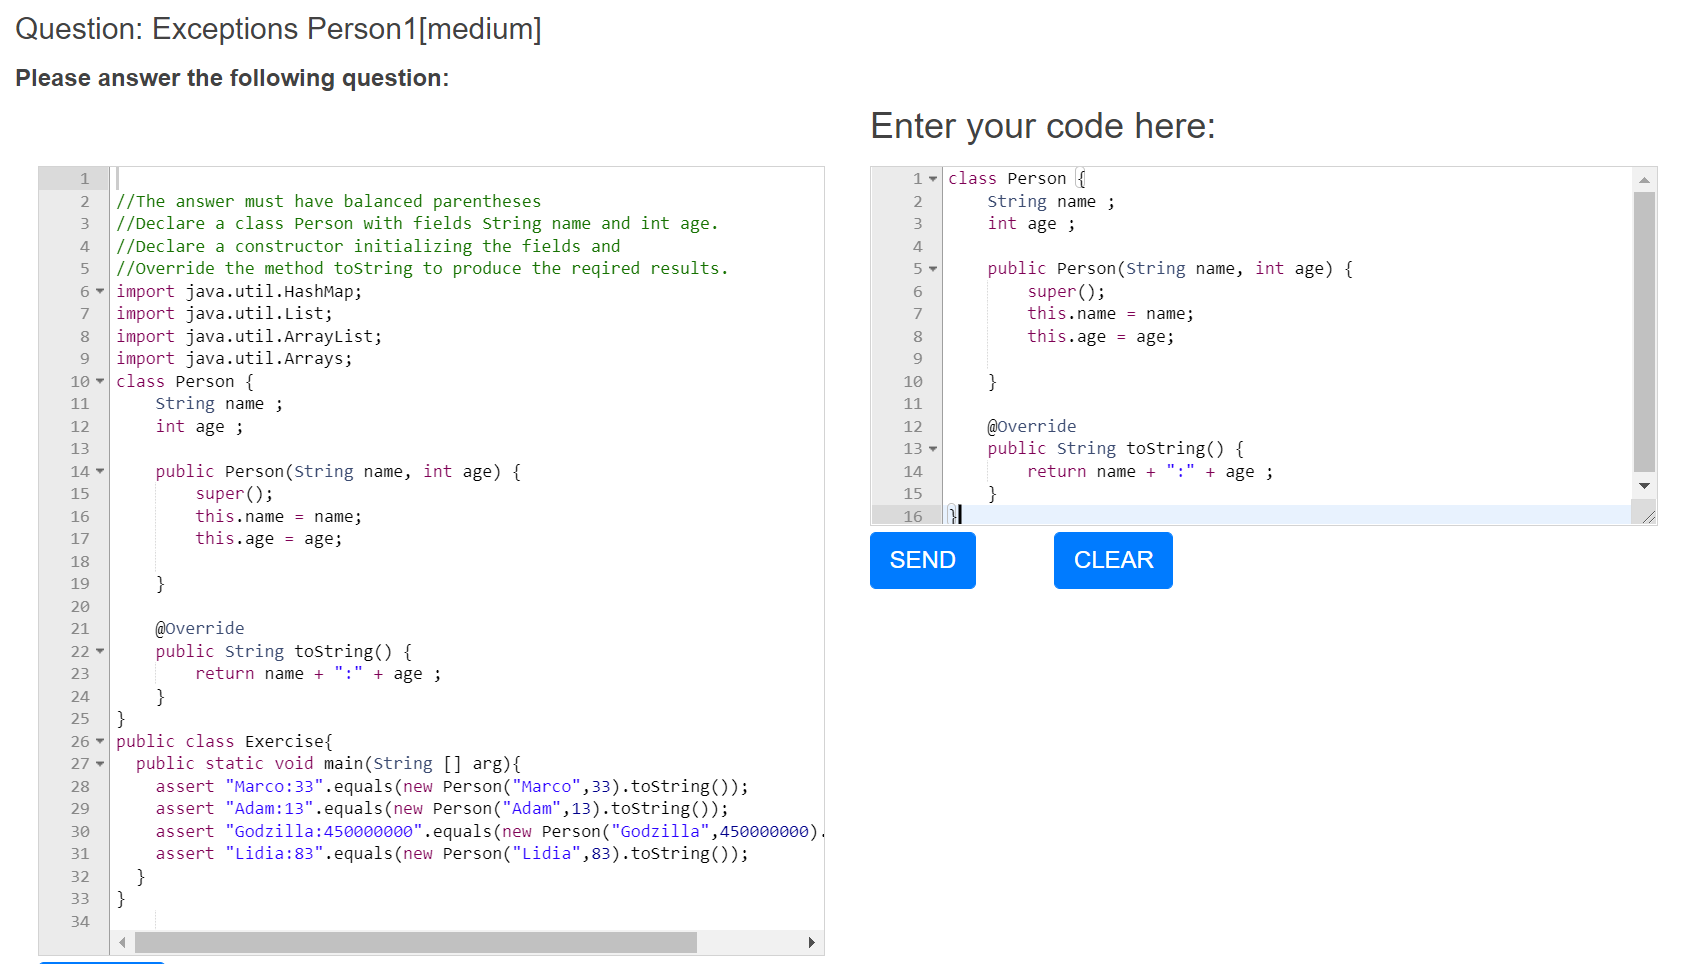 Question: Exceptions Person1[medium]
Please answer the following question:
Enter your code here:
1
2 //The answer must have balanced parentheses
3 //Declare a class Person with fields String name and int age.
4 //Declare a constructor initializing the fields and
5 //Override the method toString to produce the reqired results.
6 import java.util.HashMap;
7 import java.util.List;
8 import java.util.ArrayList;
9 import java.util.Arrays;
10 class Person {
11     String name ;
12     int age ;
13
14     public Person(String name, int age) {
15         super();
16         this.name = name;
17         this.age = age;
18
19     }
20
21     @Override
22     public String toString() {
23         return name + ":" + age ;
24     }
25 }
26 public class Exercise{
27   public static void main(String [] arg){
28     assert "Marco:33".equals(new Person("Marco",33).toString());
29     assert "Adam:13".equals(new Person("Adam",13).toString());
30     assert "Godzilla:450000000".equals(new Person("Godzilla",450000000).
31     assert "Lidia:83".equals(new Person("Lidia",83).toString());
32   }
33 }
34
1 class Person {
2     String name ;
3     int age ;
4
5     public Person(String name, int age) {
6         super();
7         this.name = name;
8         this.age = age;
9
10     }
11
12     @Override
13     public String toString() {
14         return name + ":" + age ;
15     }
16 }
SEND CLEAR